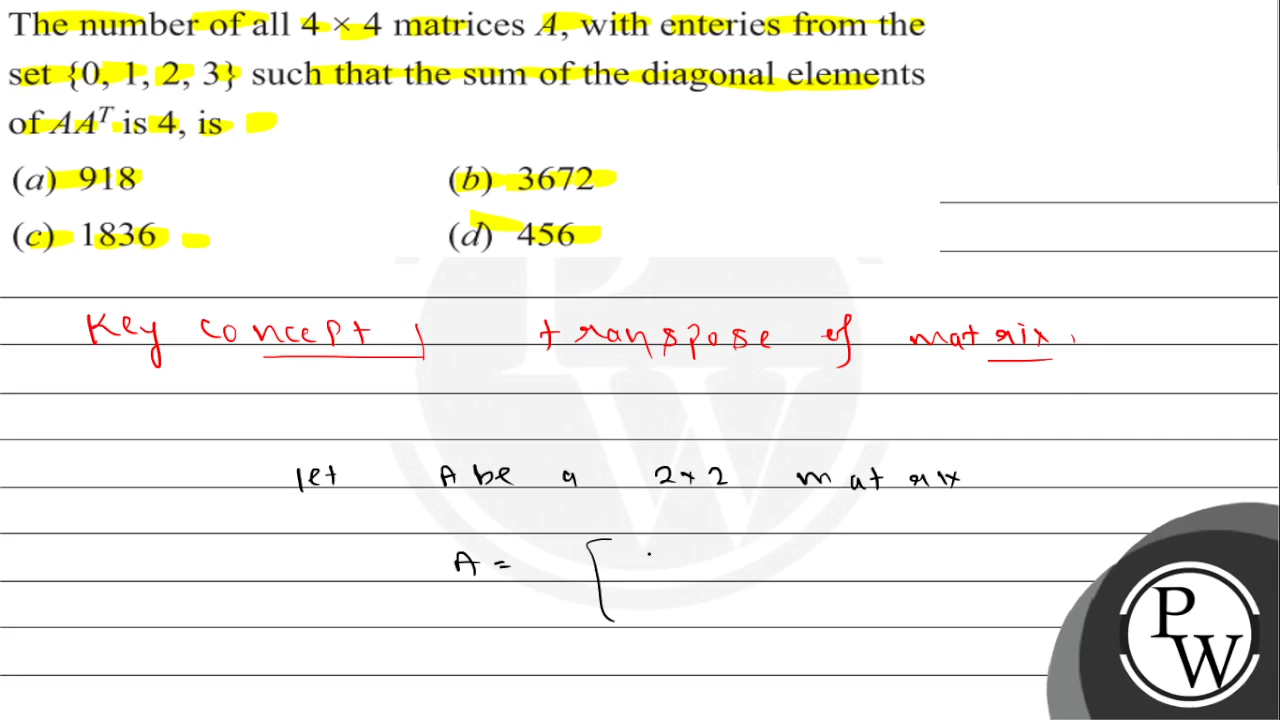 The number of all 4 × 4 matrices A, with enteries from the
set {0, 1, 2, 3} such that the sum of the diagonal elements
of AAᵀ is 4, is
(a) 918 (b) 3672
(c) 1836 (d) 456
Key concept, transpose of matrix.
let A be a 2×2 matrix
A = [
P
W